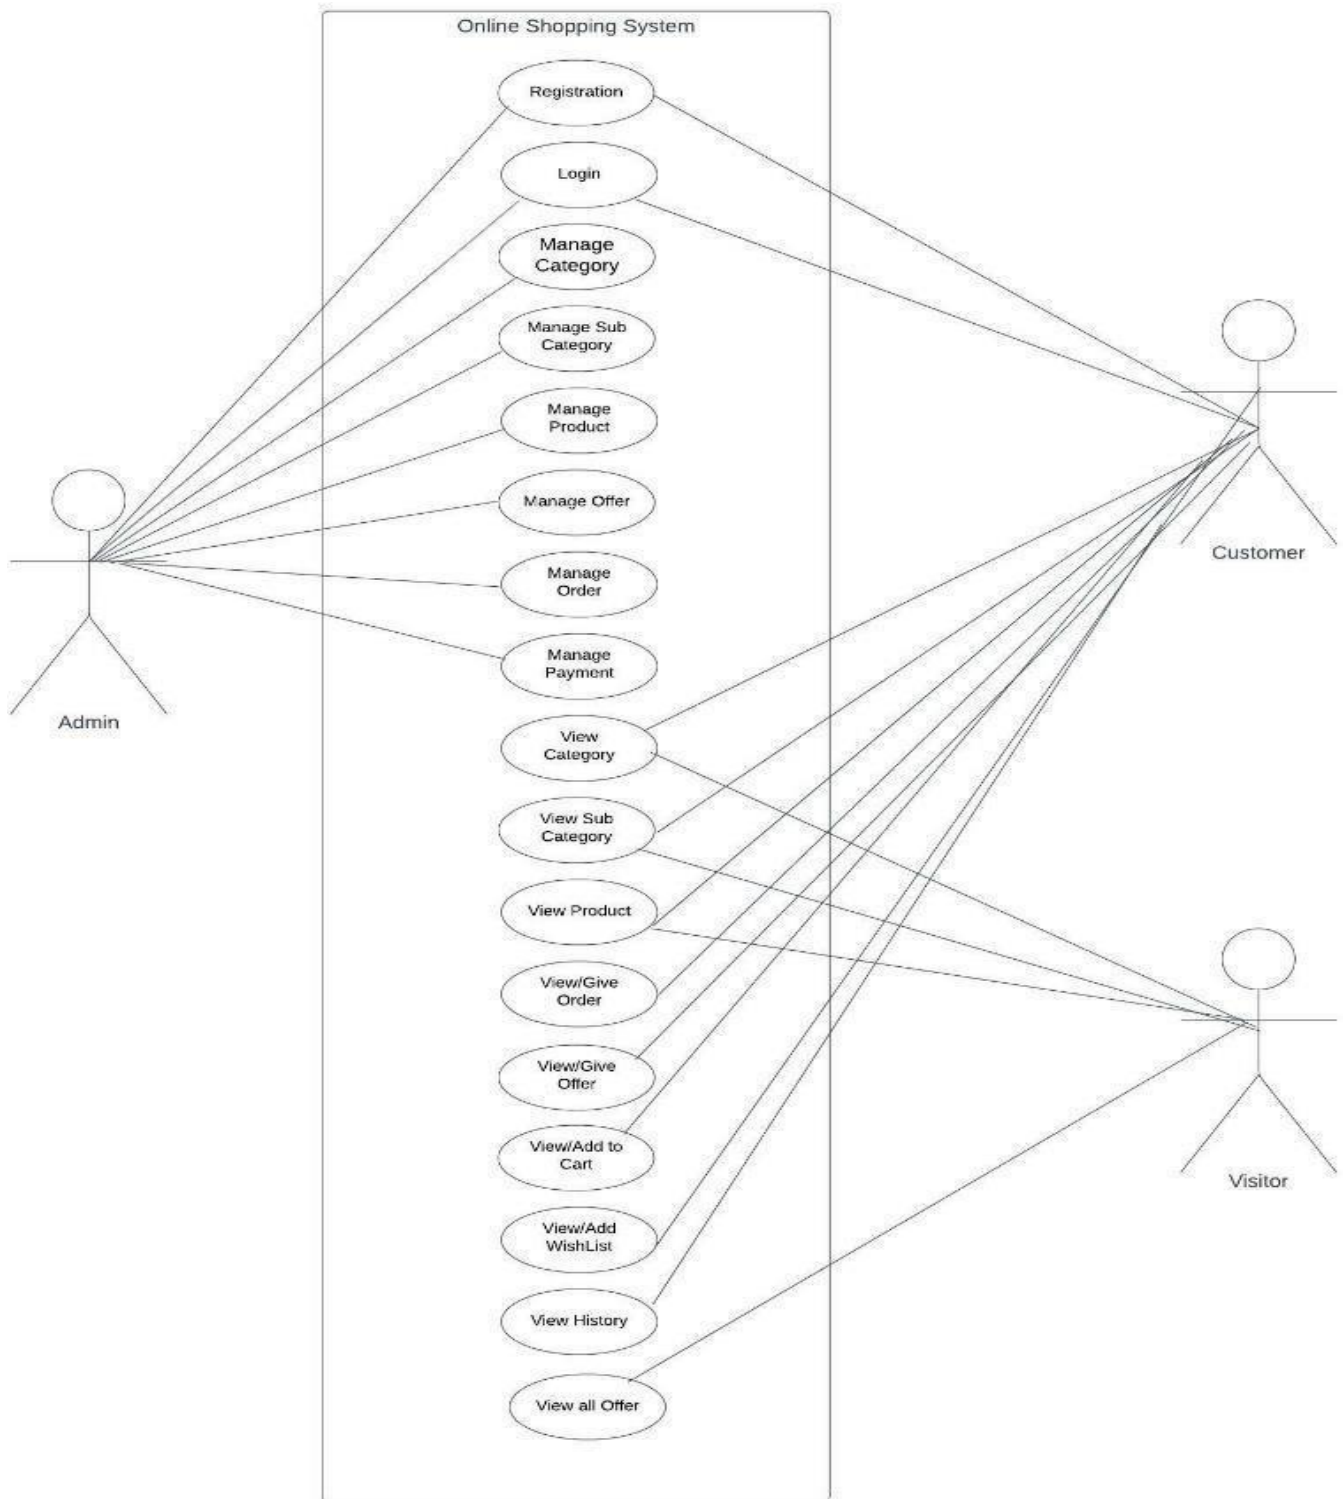 Online Shopping System
Registration
Login
Manage
Category
Manage Sub
Category
Manage
Product
Manage Offer
Manage
Order
Manage
Payment
View
Category
View Sub
Category
View Product
View/Give
Order
View/Give
Offer
View/Add to
Cart
View/Add
WishList
View History
View all Offer
Admin
Customer
Visitor